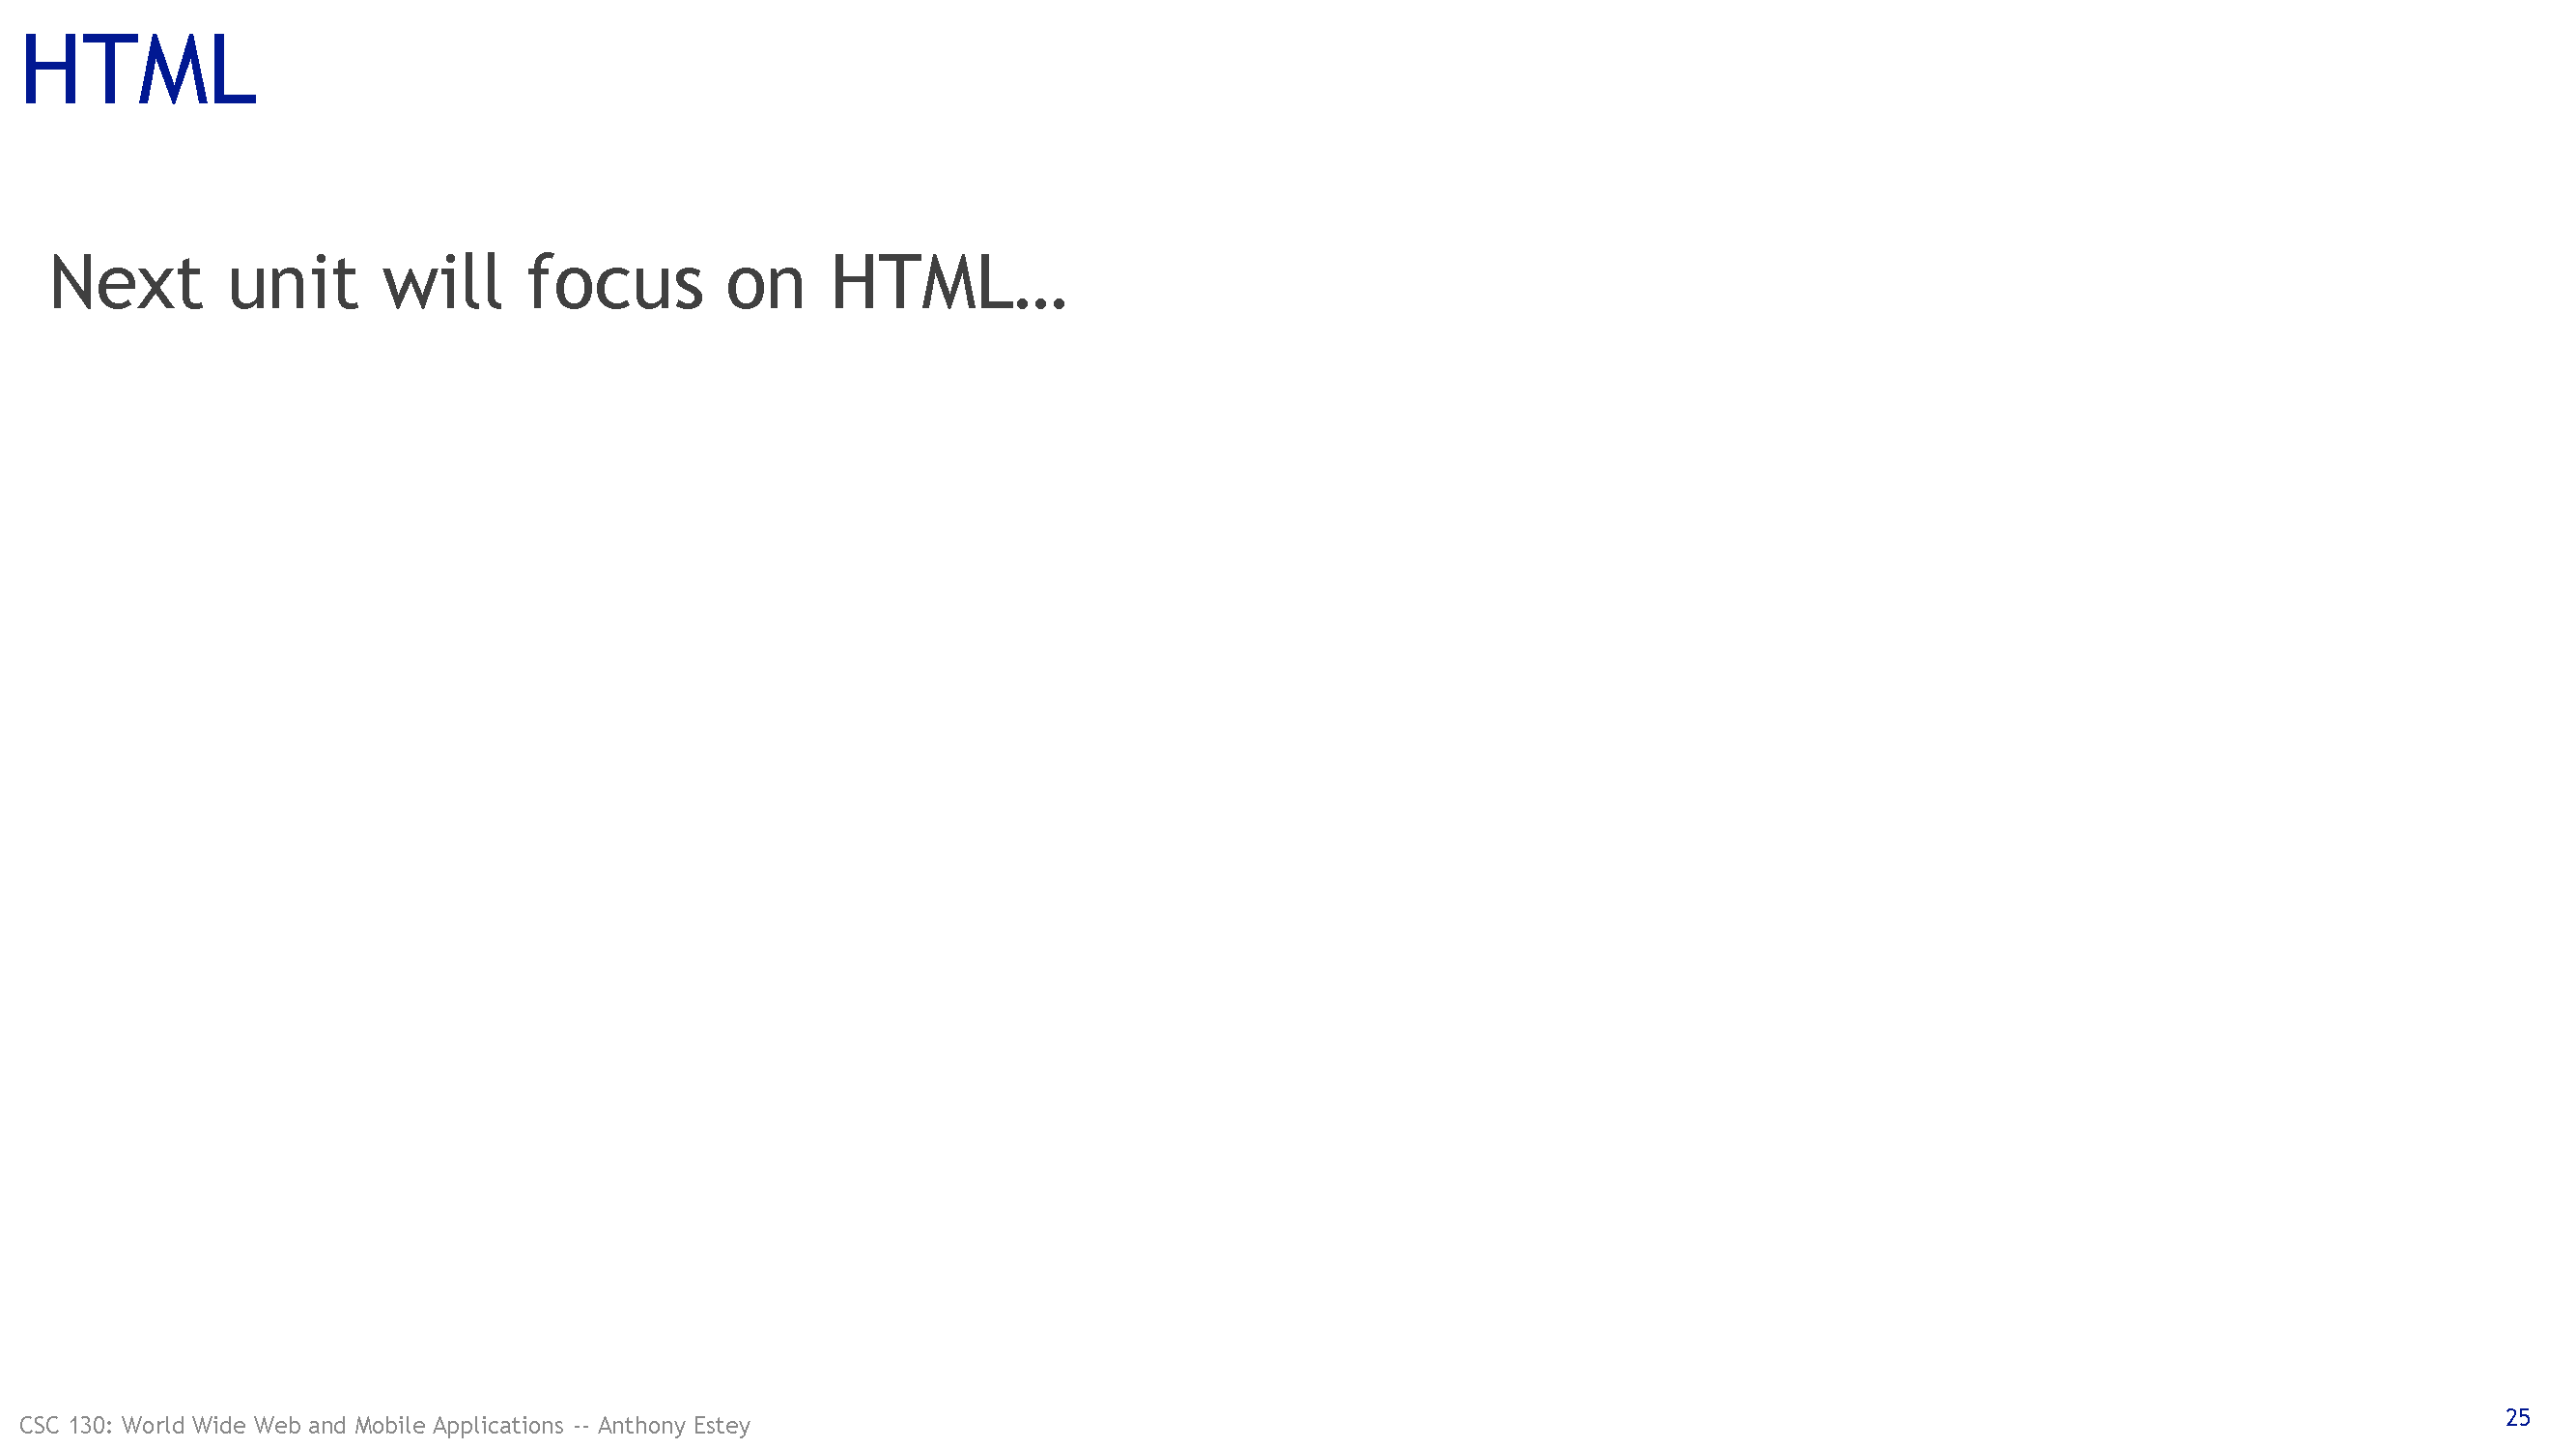 HTML
Next unit will focus on HTML…
CSC 130: World Wide Web and Mobile Applications -- Anthony Estey
25